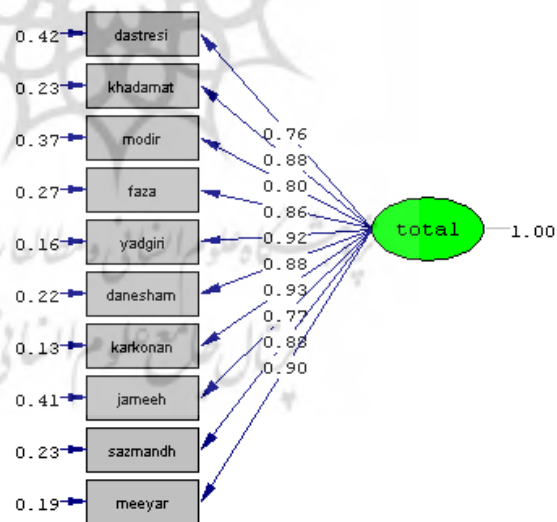 0.42 dastresi
0.23 khadamat
0.37 modir
0.27 faza
0.16 yadgiri
0.22 danesham
0.13 karkonan
0.41 jameeh
0.23 sazmandh
0.19 meeyar
0.76
0.88
0.80
0.86
0.92
0.88
0.93
0.77
0.88
0.90
total 1.00